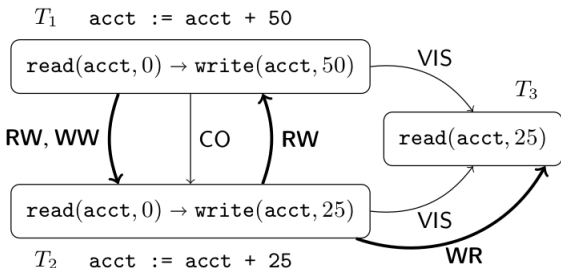 T₁ acct := acct + 50
read(acct, 0) → write(acct, 50)
VIS
T₃
RW, WW
CO
RW
read(acct, 25)
read(acct, 0) → write(acct, 25)
VIS
WR
T₂ acct := acct + 25